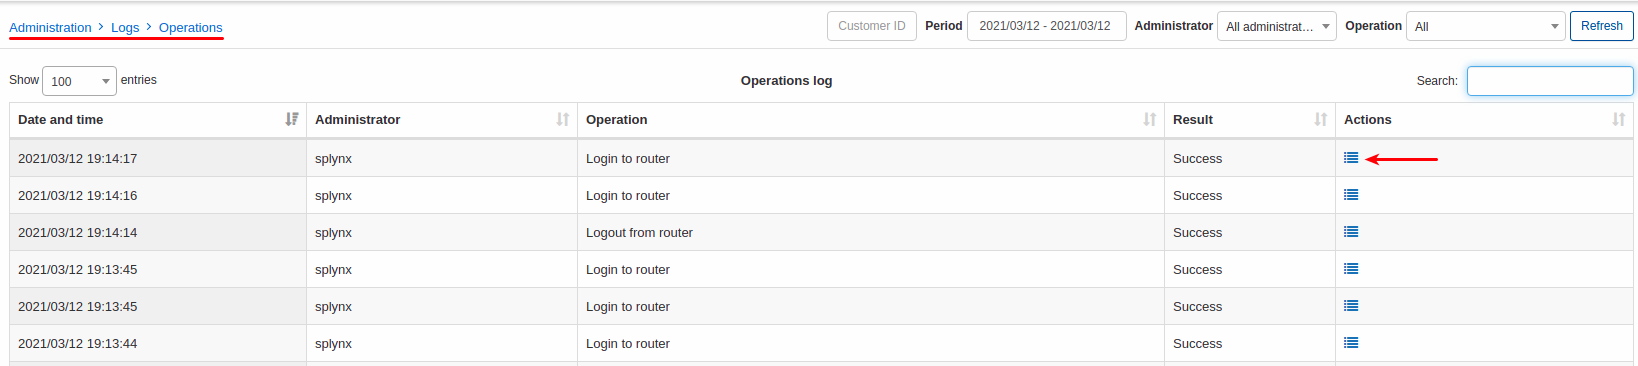 Administration > Logs > Operations
Customer ID Period 2021/03/12 - 2021/03/12 Administrator All administrat... Operation All Refresh
Show 100 entries Operations log Search:
Date and time Administrator Operation Result Actions
2021/03/12 19:14:17 splynx Login to router Success
2021/03/12 19:14:16 splynx Login to router Success
2021/03/12 19:14:14 splynx Logout from router Success
2021/03/12 19:13:45 splynx Login to router Success
2021/03/12 19:13:45 splynx Login to router Success
2021/03/12 19:13:44 splynx Login to router Success